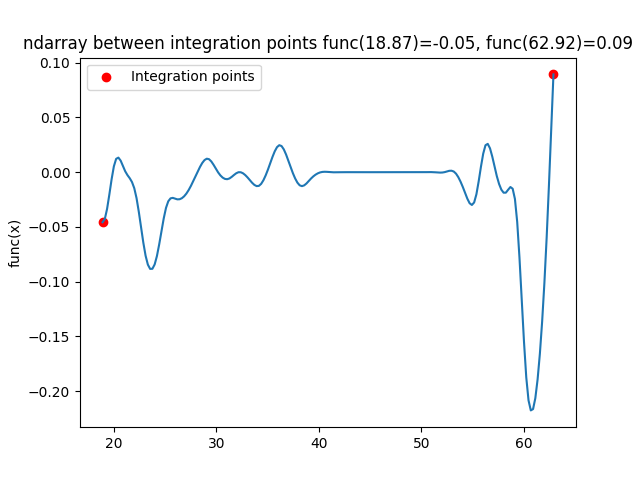 ndarray between integration points func(18.87)=-0.05, func(62.92)=0.09
Integration points
func(x)
0.10
0.05
0.00
−0.05
−0.10
−0.15
−0.20
20 30 40 50 60